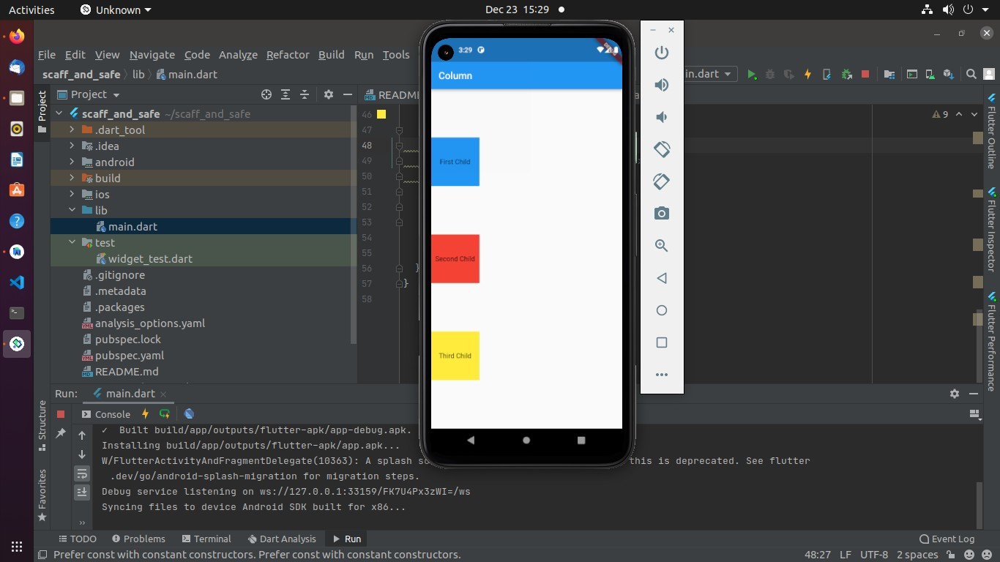 Activities
Unknown
Dec 23 15:29
File Edit View Navigate Code Analyze Refactor Build Run Tools
scaff_and_safe lib main.dart
in.dart
Project
README
Project
scaff_and_safe ~/scaff_and_safe
.dart_tool
.idea
android
build
ios
lib
main.dart
test
widget_test.dart
.gitignore
.metadata
.packages
analysis_options.yaml
pubspec.lock
pubspec.yaml
README.md
46
47
48
49
50
51
52
53
54
55
56 }
57 }
58
9
3:29
Column
First Child
Second Child
Third Child
Flutter Outline
Flutter Inspector
Flutter Performance
Structure
Favorites
Run: main.dart
Console
✓ Built build/app/outputs/flutter-apk/app-debug.apk.
Installing build/app/outputs/flutter-apk/app.apk...
W/FlutterActivityAndFragmentDelegate(10363): A splash sc this is deprecated. See flutter
.dev/go/android-splash-migration for migration steps.
Debug service listening on ws://127.0.0.1:33159/FK7U4Px3zWI=/ws
Syncing files to device Android SDK built for x86...
TODO Problems Terminal Dart Analysis Run Event Log
Prefer const with constant constructors. Prefer const with constant constructors. 48:27 LF UTF-8 2 spaces